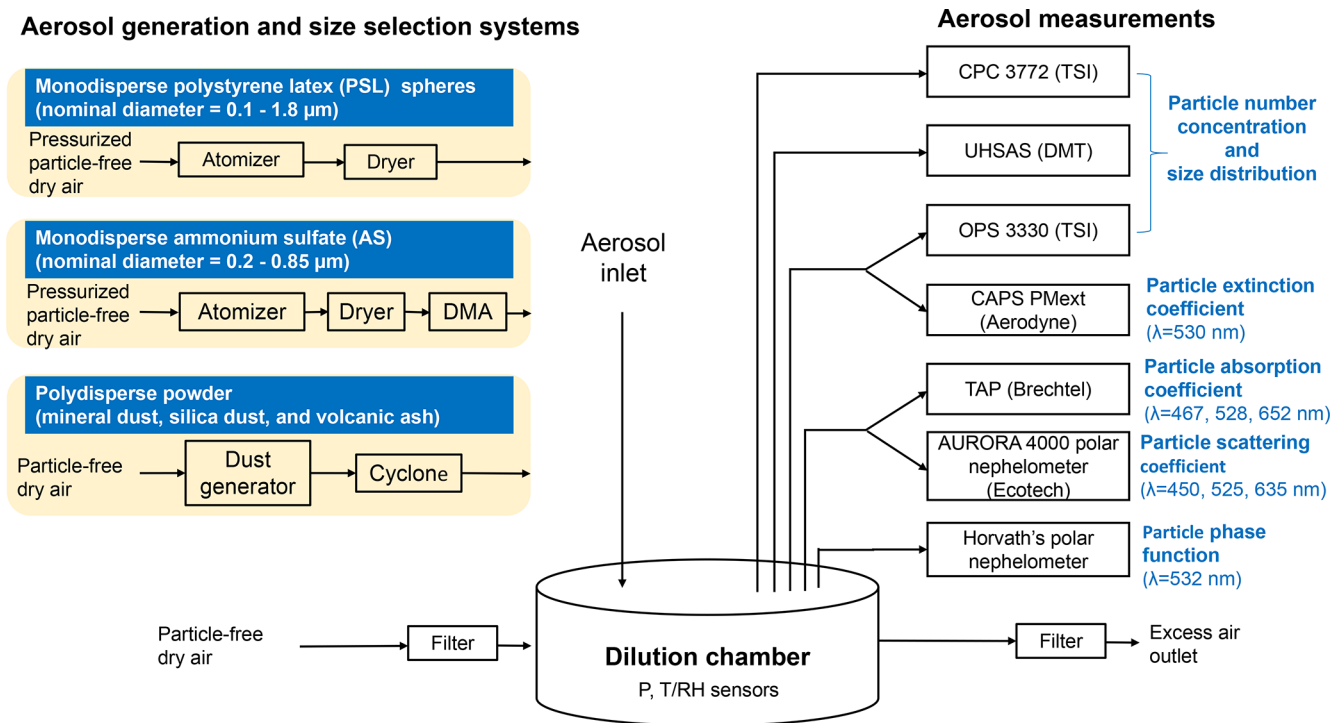 Aerosol generation and size selection systems
Monodisperse polystyrene latex (PSL) spheres
(nominal diameter = 0.1 - 1.8 µm)
Pressurized
particle-free
dry air
Atomizer
Dryer
Monodisperse ammonium sulfate (AS)
(nominal diameter = 0.2 - 0.85 µm)
Pressurized
particle-free
dry air
Atomizer
Dryer
DMA
Polydisperse powder
(mineral dust, silica dust, and volcanic ash)
Particle-free
dry air
Dust
generator
Cyclone
Aerosol
inlet
Particle-free
dry air
Filter
Dilution chamber
P, T/RH sensors
Filter
Excess air
outlet
Aerosol measurements
CPC 3772 (TSI)
UHSAS (DMT)
OPS 3330 (TSI)
Particle number
concentration
and
size distribution
CAPS PMext
(Aerodyne)
Particle extinction
coefficient
(λ=530 nm)
TAP (Brechtel)
Particle absorption
coefficient
(λ=467, 528, 652 nm)
AURORA 4000 polar
nephelometer
(Ecotech)
Particle scattering
coefficient
(λ=450, 525, 635 nm)
Horvath's polar
nephelometer
Particle phase
function
(λ=532 nm)